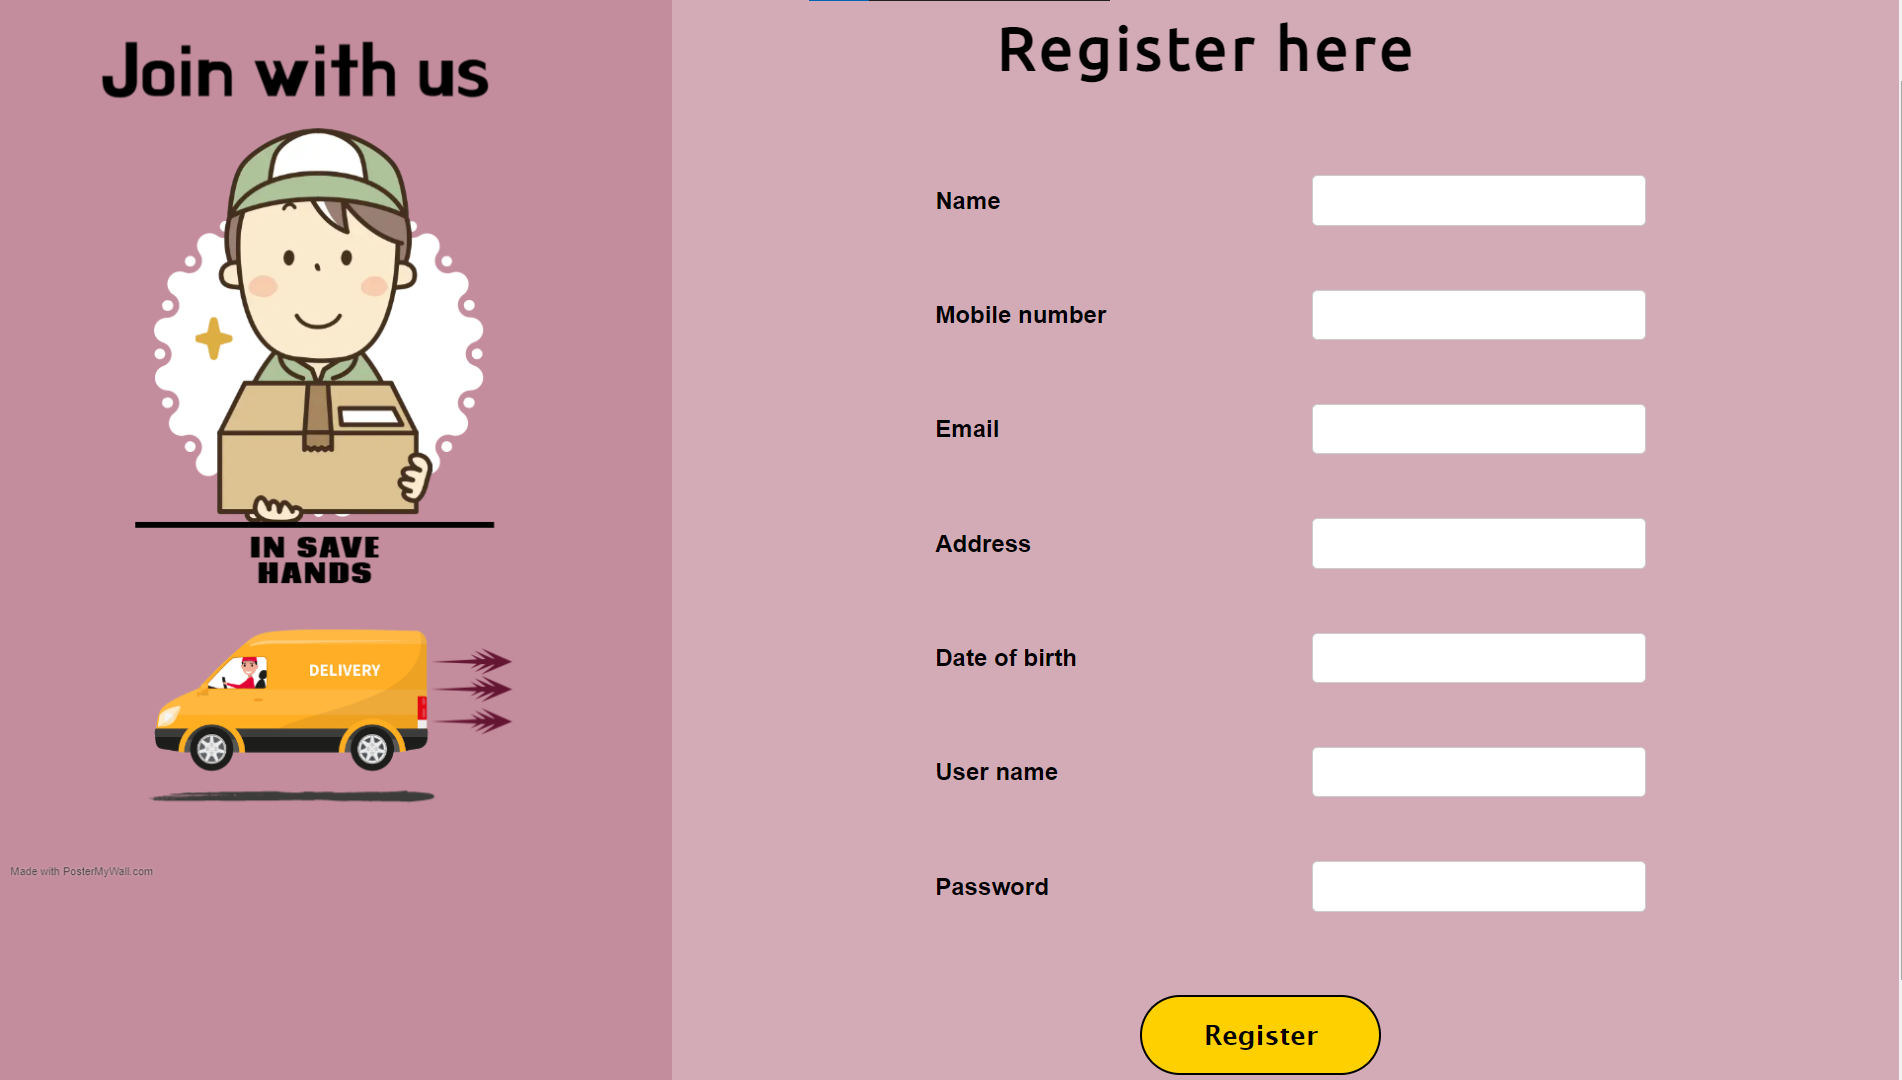 Join with us
IN SAVE
HANDS
DELIVERY
Made with PosterMyWall.com
Register here
Name
Mobile number
Email
Address
Date of birth
User name
Password
Register